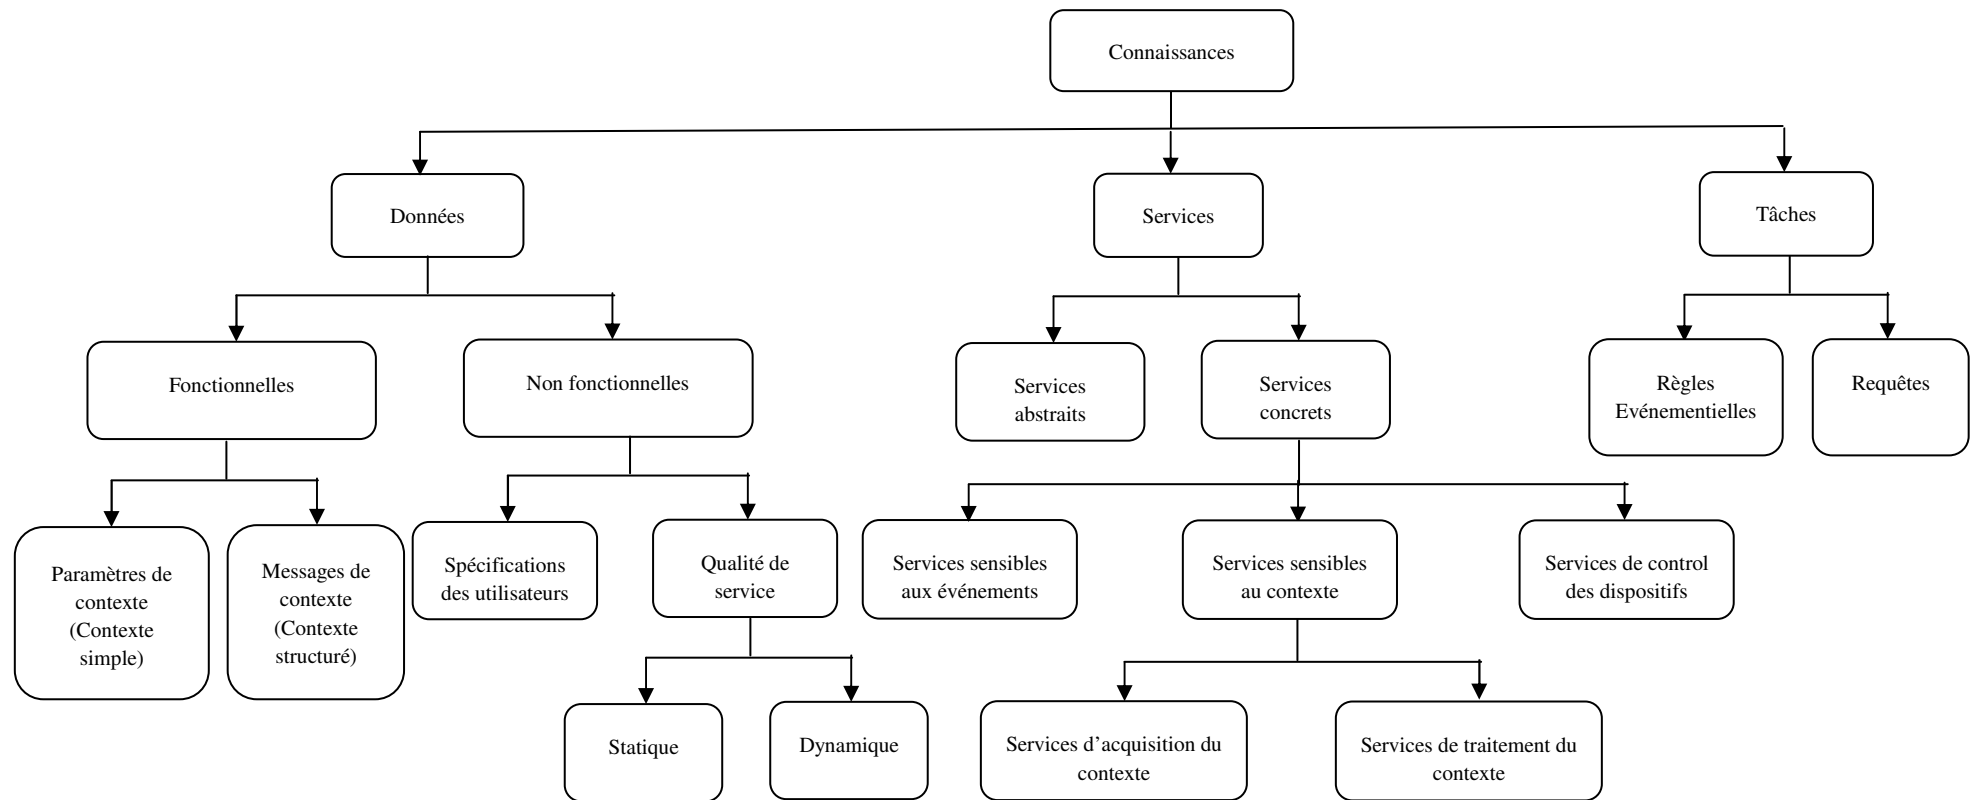 Connaissances
Données
Services
Tâches
Fonctionnelles
Non fonctionnelles
Services
abstraits
Services
concrets
Règles
Evénementielles
Requêtes
Paramètres de
contexte
(Contexte
simple)
Messages de
contexte
(Contexte
structuré)
Spécifications
des utilisateurs
Qualité de
service
Services sensibles
aux événements
Services sensibles
au contexte
Services de control
des dispositifs
Statique
Dynamique
Services d’acquisition du
contexte
Services de traitement du
contexte